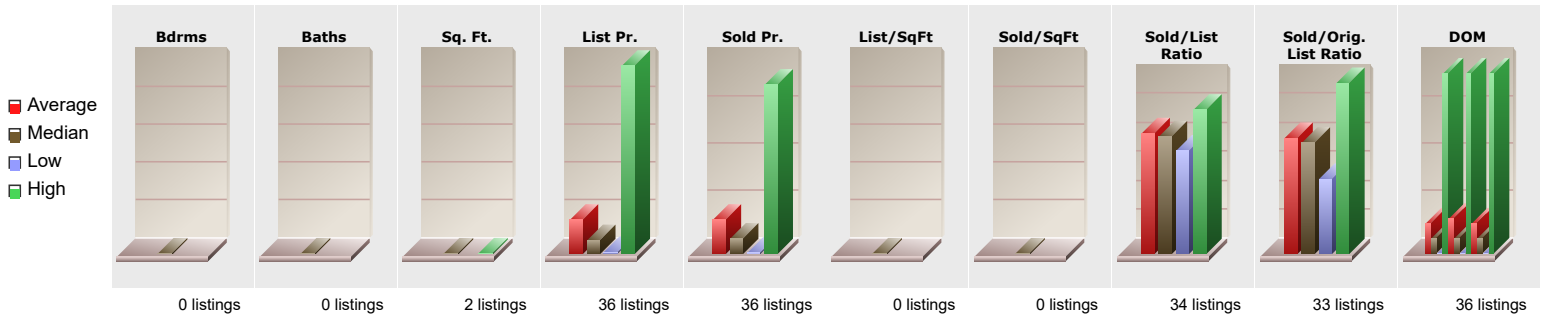 Bdrms
Baths
Sq. Ft.
List Pr.
Sold Pr.
List/SqFt
Sold/SqFt
Sold/List
Ratio
Sold/Orig.
List Ratio
DOM
Average
Median
Low
High
0 listings
0 listings
2 listings
36 listings
36 listings
0 listings
0 listings
34 listings
33 listings
36 listings